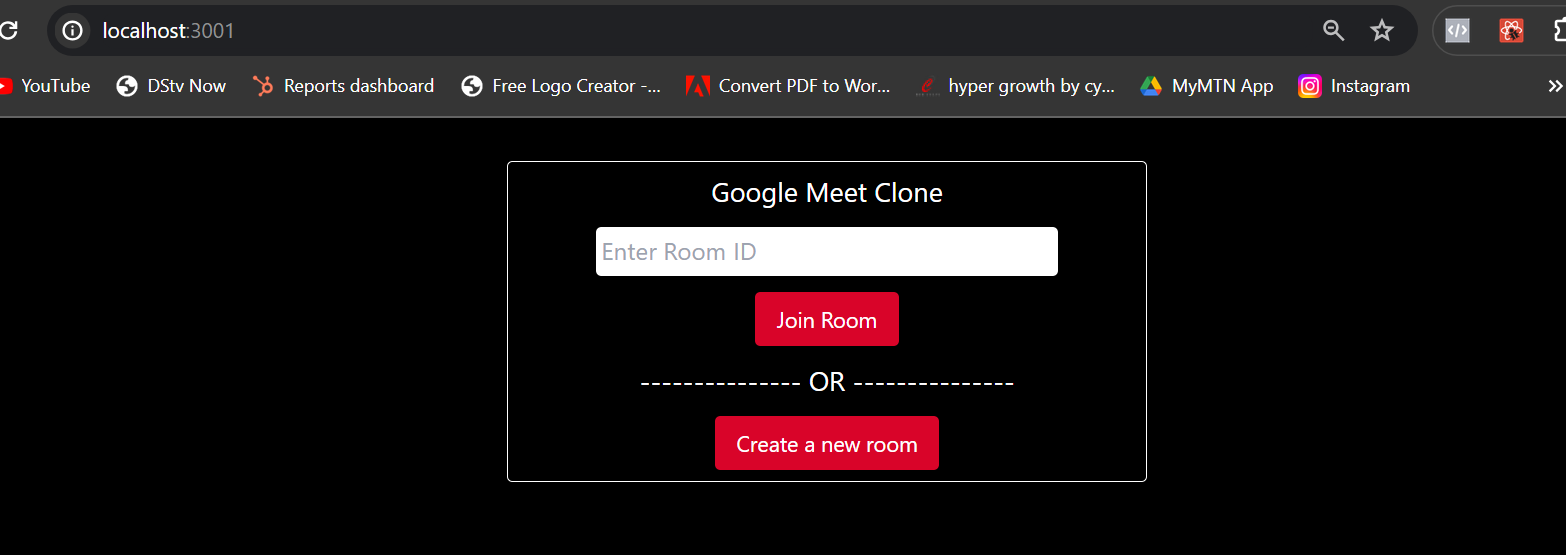 localhost:3001
YouTube DStv Now Reports dashboard Free Logo Creator -... Convert PDF to Wor... hyper growth by cy... MyMTN App Instagram
Google Meet Clone
Enter Room ID
Join Room
--------------- OR ---------------
Create a new room